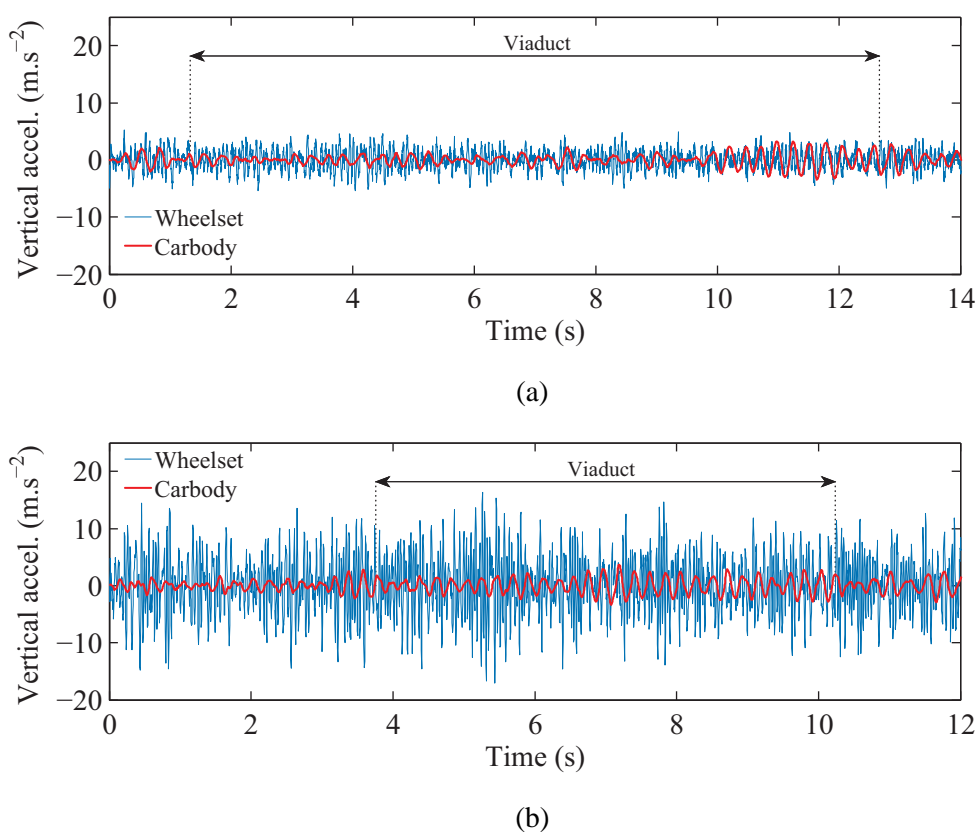 Vertical accel. (m.s−2)
20
10
0
−10
−20
Viaduct
Wheelset
Carbody
0 2 4 6 8 10 12 14
Time (s)
(a)
Vertical accel. (m.s−2)
20
10
0
−10
−20
Wheelset
Carbody
Viaduct
0 2 4 6 8 10 12
Time (s)
(b)